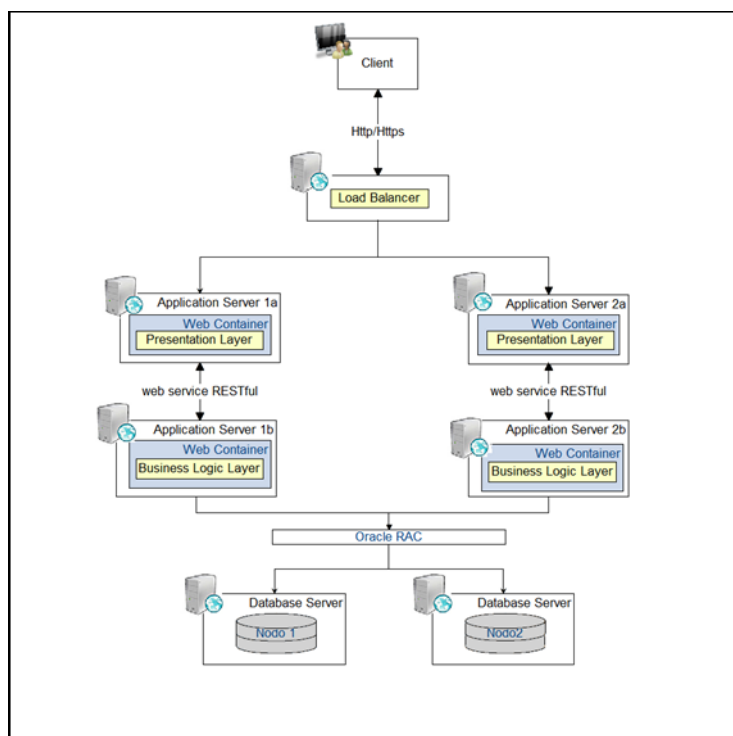 Client
Http/Https
Load Balancer
Application Server 1a
Web Container
Presentation Layer
Application Server 2a
Web Container
Presentation Layer
web service RESTful
web service RESTful
Application Server 1b
Web Container
Business Logic Layer
Application Server 2b
Web Container
Business Logic Layer
Oracle RAC
Database Server
Nodo 1
Database Server
Nodo2